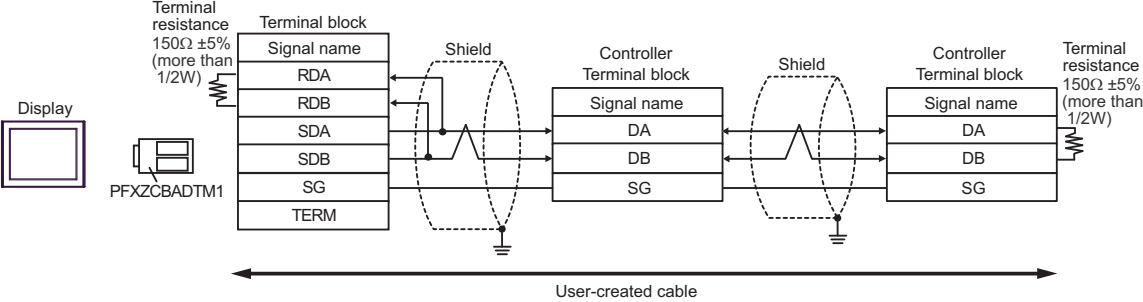 Terminal
resistance
150Ω ±5%
(more than
1/2W)
Terminal block
Signal name
RDA
RDB
SDA
SDB
SG
TERM
Display
PFXZCBADTM1
Shield
Controller
Terminal block
Signal name
DA
DB
SG
Shield
Controller
Terminal block
Signal name
DA
DB
SG
Terminal
resistance
150Ω ±5%
(more than
1/2W)
User-created cable